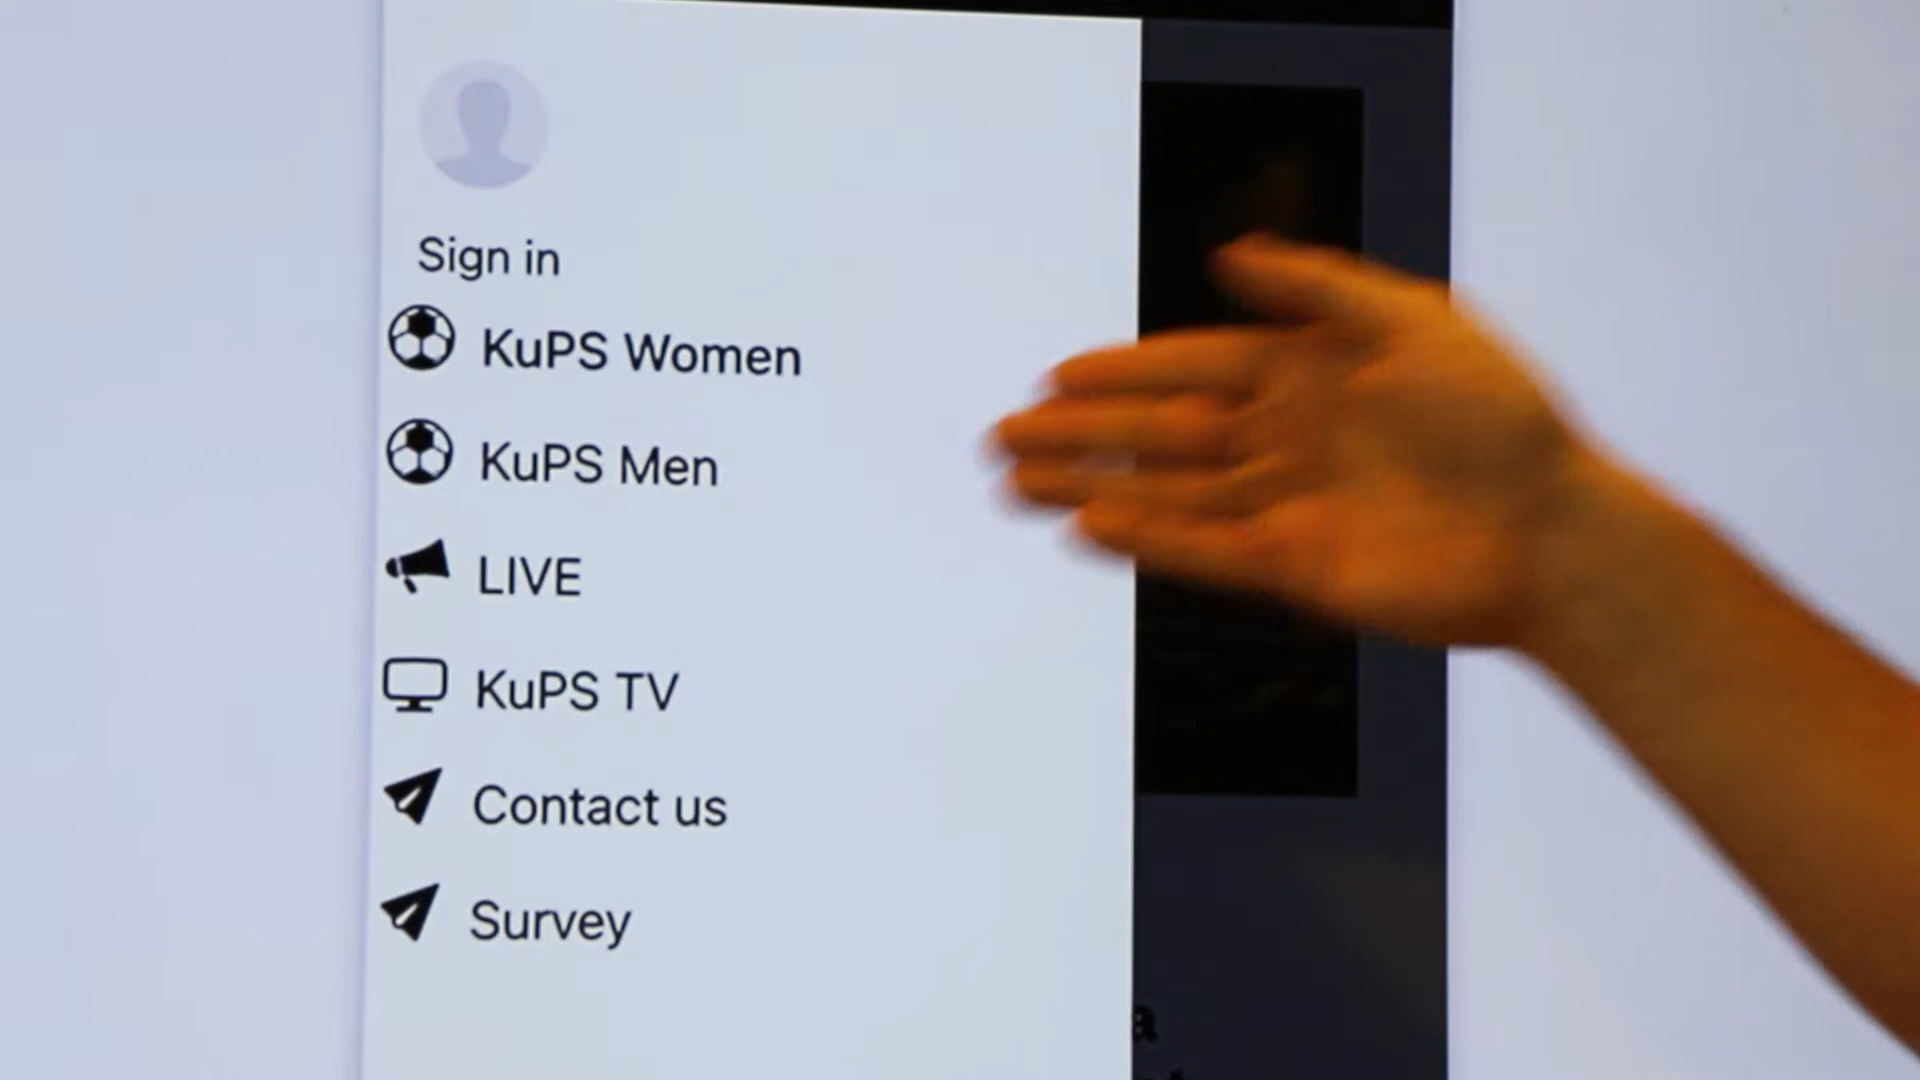 Sign in
KuPS Women
KuPS Men
LIVE
KuPS TV
Contact us
Survey
a